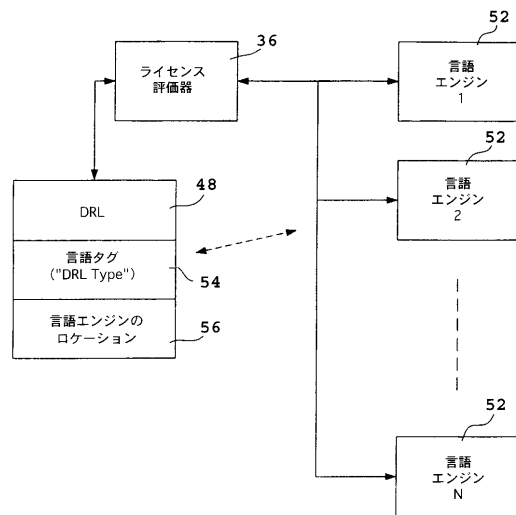 36
ライセンス
評価器
52
言語
エンジン
1
52
言語
エンジン
2
48
DRL
言語タグ
("DRL Type")
54
言語エンジンの
ロケーション
56
52
言語
エンジン
N